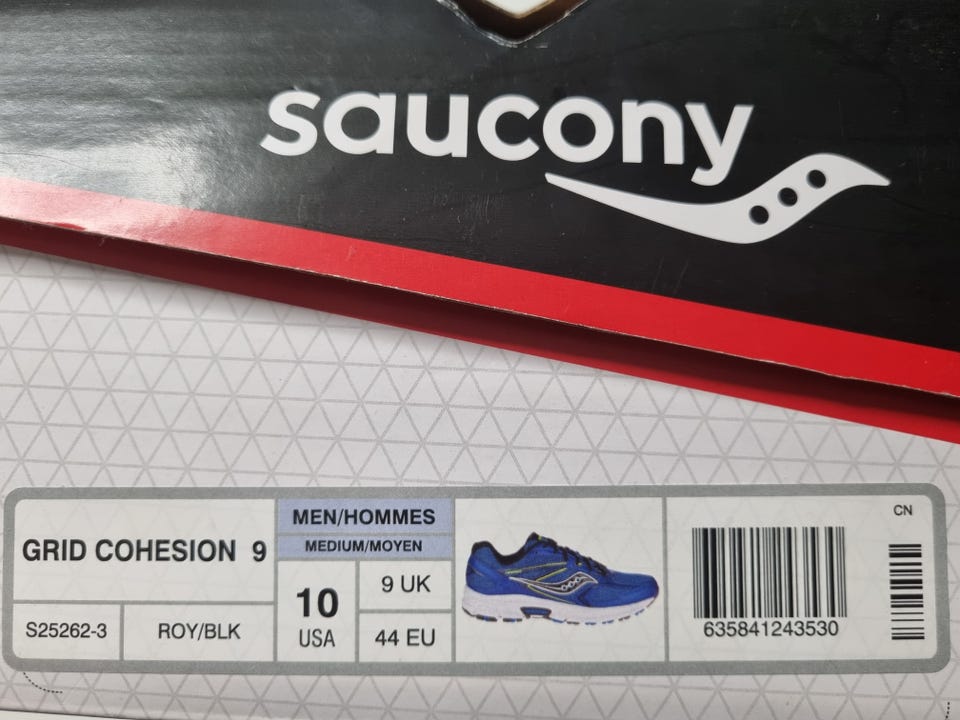 saucony
GRID COHESION 9
S25262-3
ROY/BLK
MEN/HOMMES
MEDIUM/MOYEN
10
USA
9 UK
44 EU
635841243530
CN